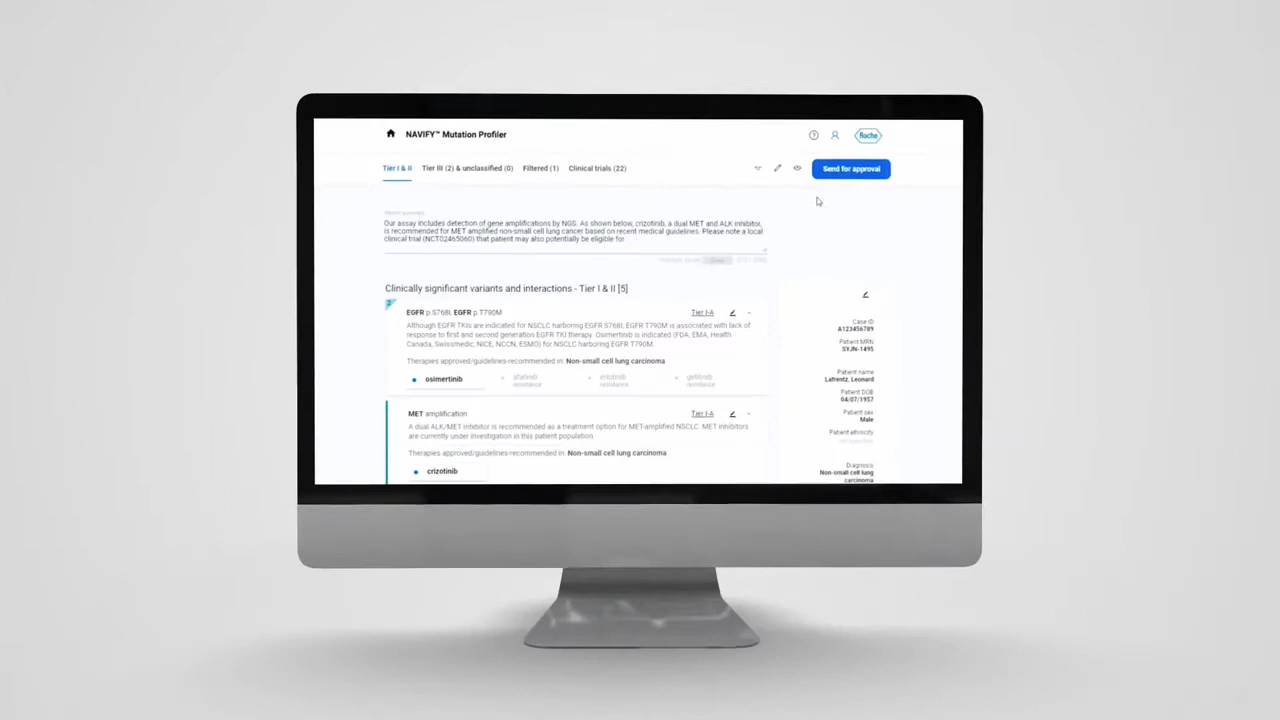 NAVIFY™ Mutation Profiler
Roche
Tier I & II Tier III (2) & unclassified (0) Filtered (1) Clinical trials (22)
Send for approval
Our assay includes detection of gene amplifications by NGS. As shown below, crizotinib, a dual MET and ALK inhibitor,
is recommended for MET amplified non-small cell lung cancer based on recent medical guidelines. Please note a local
clinical trial (NCT02465060) that patient may also potentially be eligible for
Clinically significant variants and interactions - Tier I & II [5]
2
EGFR p.S768I, EGFR p.T790M Tier I-A
Although EGFR TKIs are indicated for NSCLC harboring EGFR S768I, EGFR T790M is associated with lack of
response to first and second generation EGFR TKI therapy. Osimertinib is indicated (FDA, EMA, Health
Canada, Swissmedic, NICE, NCCN, ESMO) for NSCLC harboring EGFR T790M
Therapies approved/guidelines-recommended in: Non-small cell lung carcinoma
osimertinib afatinib erlotinib gefitinib
resistance resistance resistance
MET amplification Tier I-A
A dual ALK/MET inhibitor is recommended as a treatment option for MET-amplified NSCLC. MET inhibitors
are currently under investigation in this patient population
Therapies approved/guidelines-recommended in: Non-small cell lung carcinoma
crizotinib
Case ID
A123456789
Patient MRN
SYJN-1495
Patient name
Lafrentz, Leonard
Patient DOB
04/07/1957
Patient sex
Male
Patient ethnicity
Diagnosis
Non-small cell lung
carcinoma